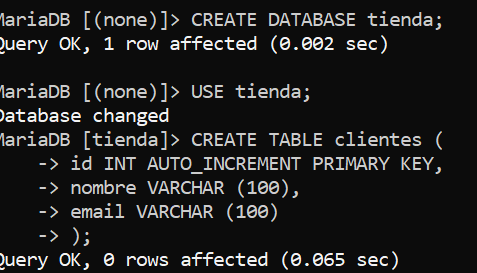 MariaDB [(none)]> CREATE DATABASE tienda;
Query OK, 1 row affected (0.002 sec)
MariaDB [(none)]> USE tienda;
Database changed
MariaDB [tienda]> CREATE TABLE clientes (
-> id INT AUTO_INCREMENT PRIMARY KEY,
-> nombre VARCHAR (100),
-> email VARCHAR (100)
-> );
Query OK, 0 rows affected (0.065 sec)